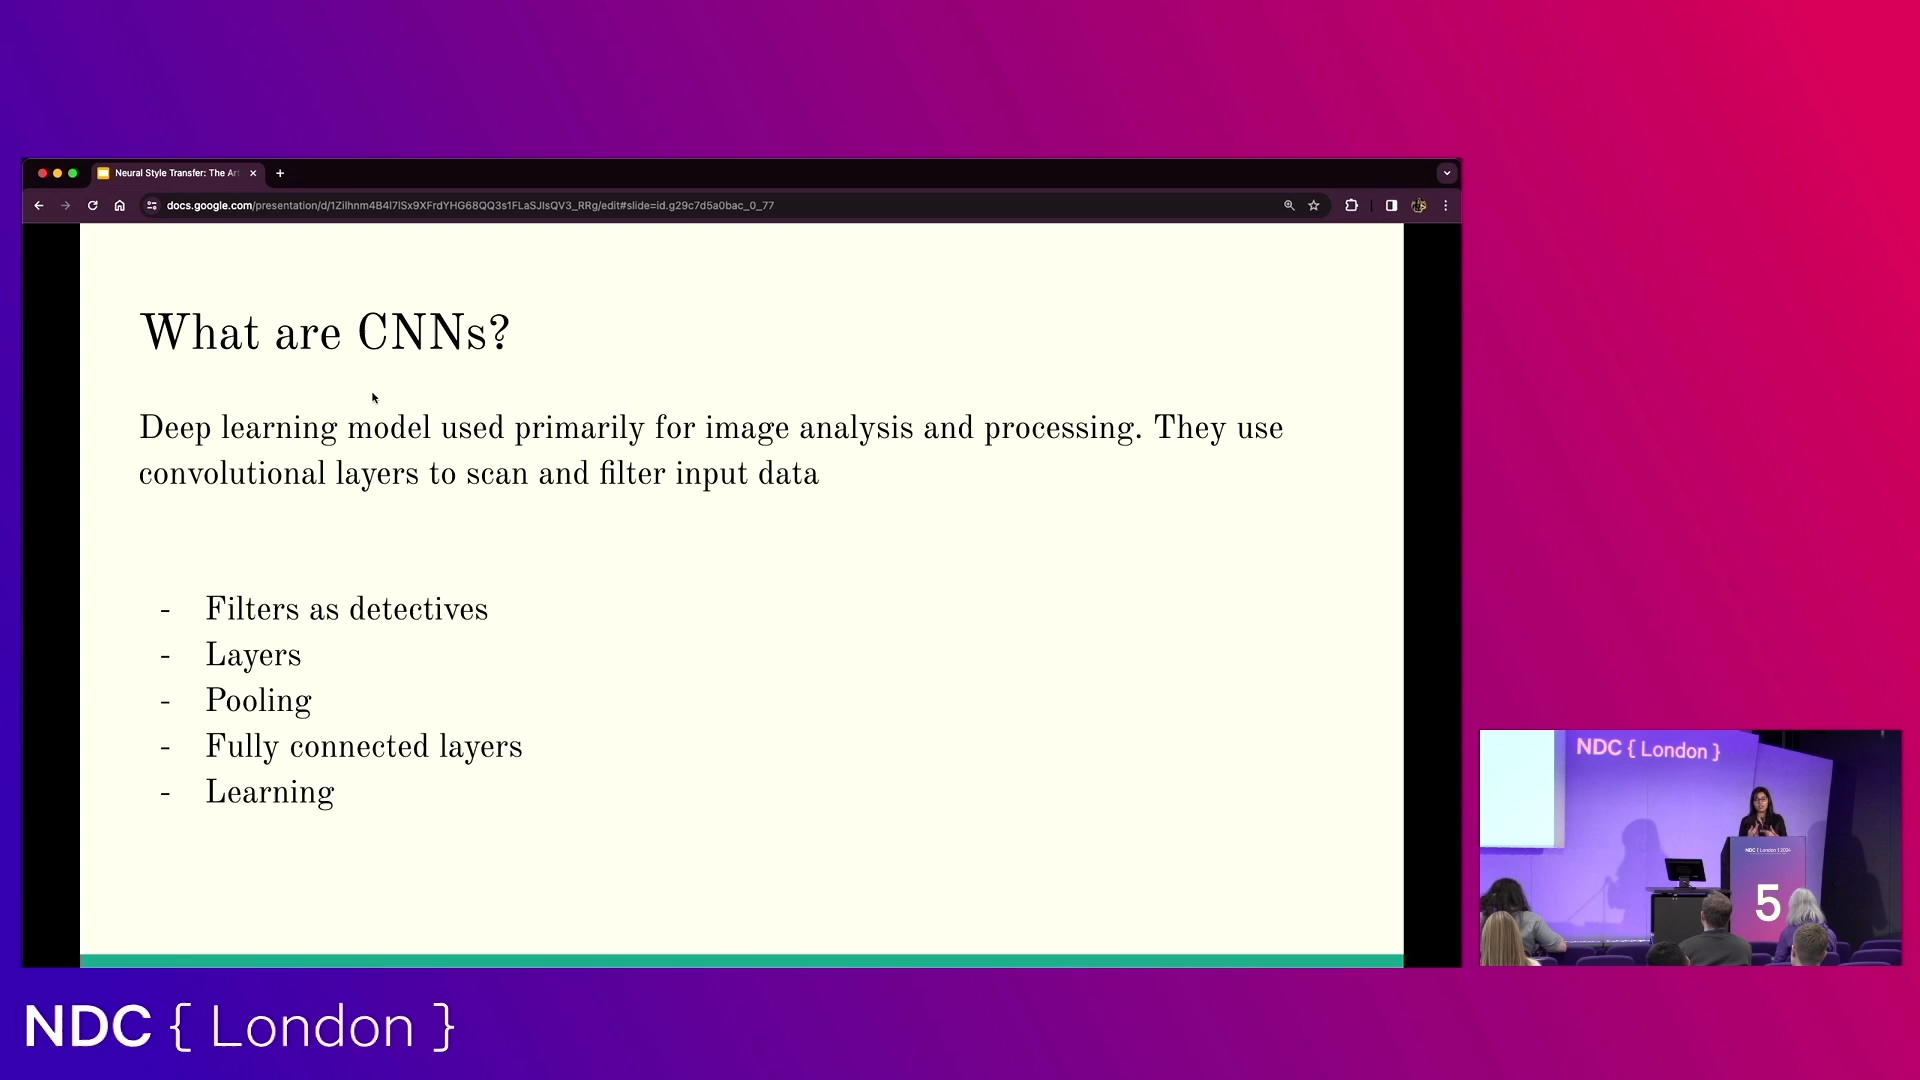 Neural Style Transfer: The Ar
docs.google.com/presentation/d/1Zilhnm4B4I7lSx9XFrdYHG68QQ3s1FLaSJIsQV3_RRg/edit#slide=id.g29c7d5a0bac_0_77
What are CNNs?
Deep learning model used primarily for image analysis and processing. They use
convolutional layers to scan and filter input data
- Filters as detectives
- Layers
- Pooling
- Fully connected layers
- Learning
NDC { London }
NDC { London } 2024
5
NDC { London }